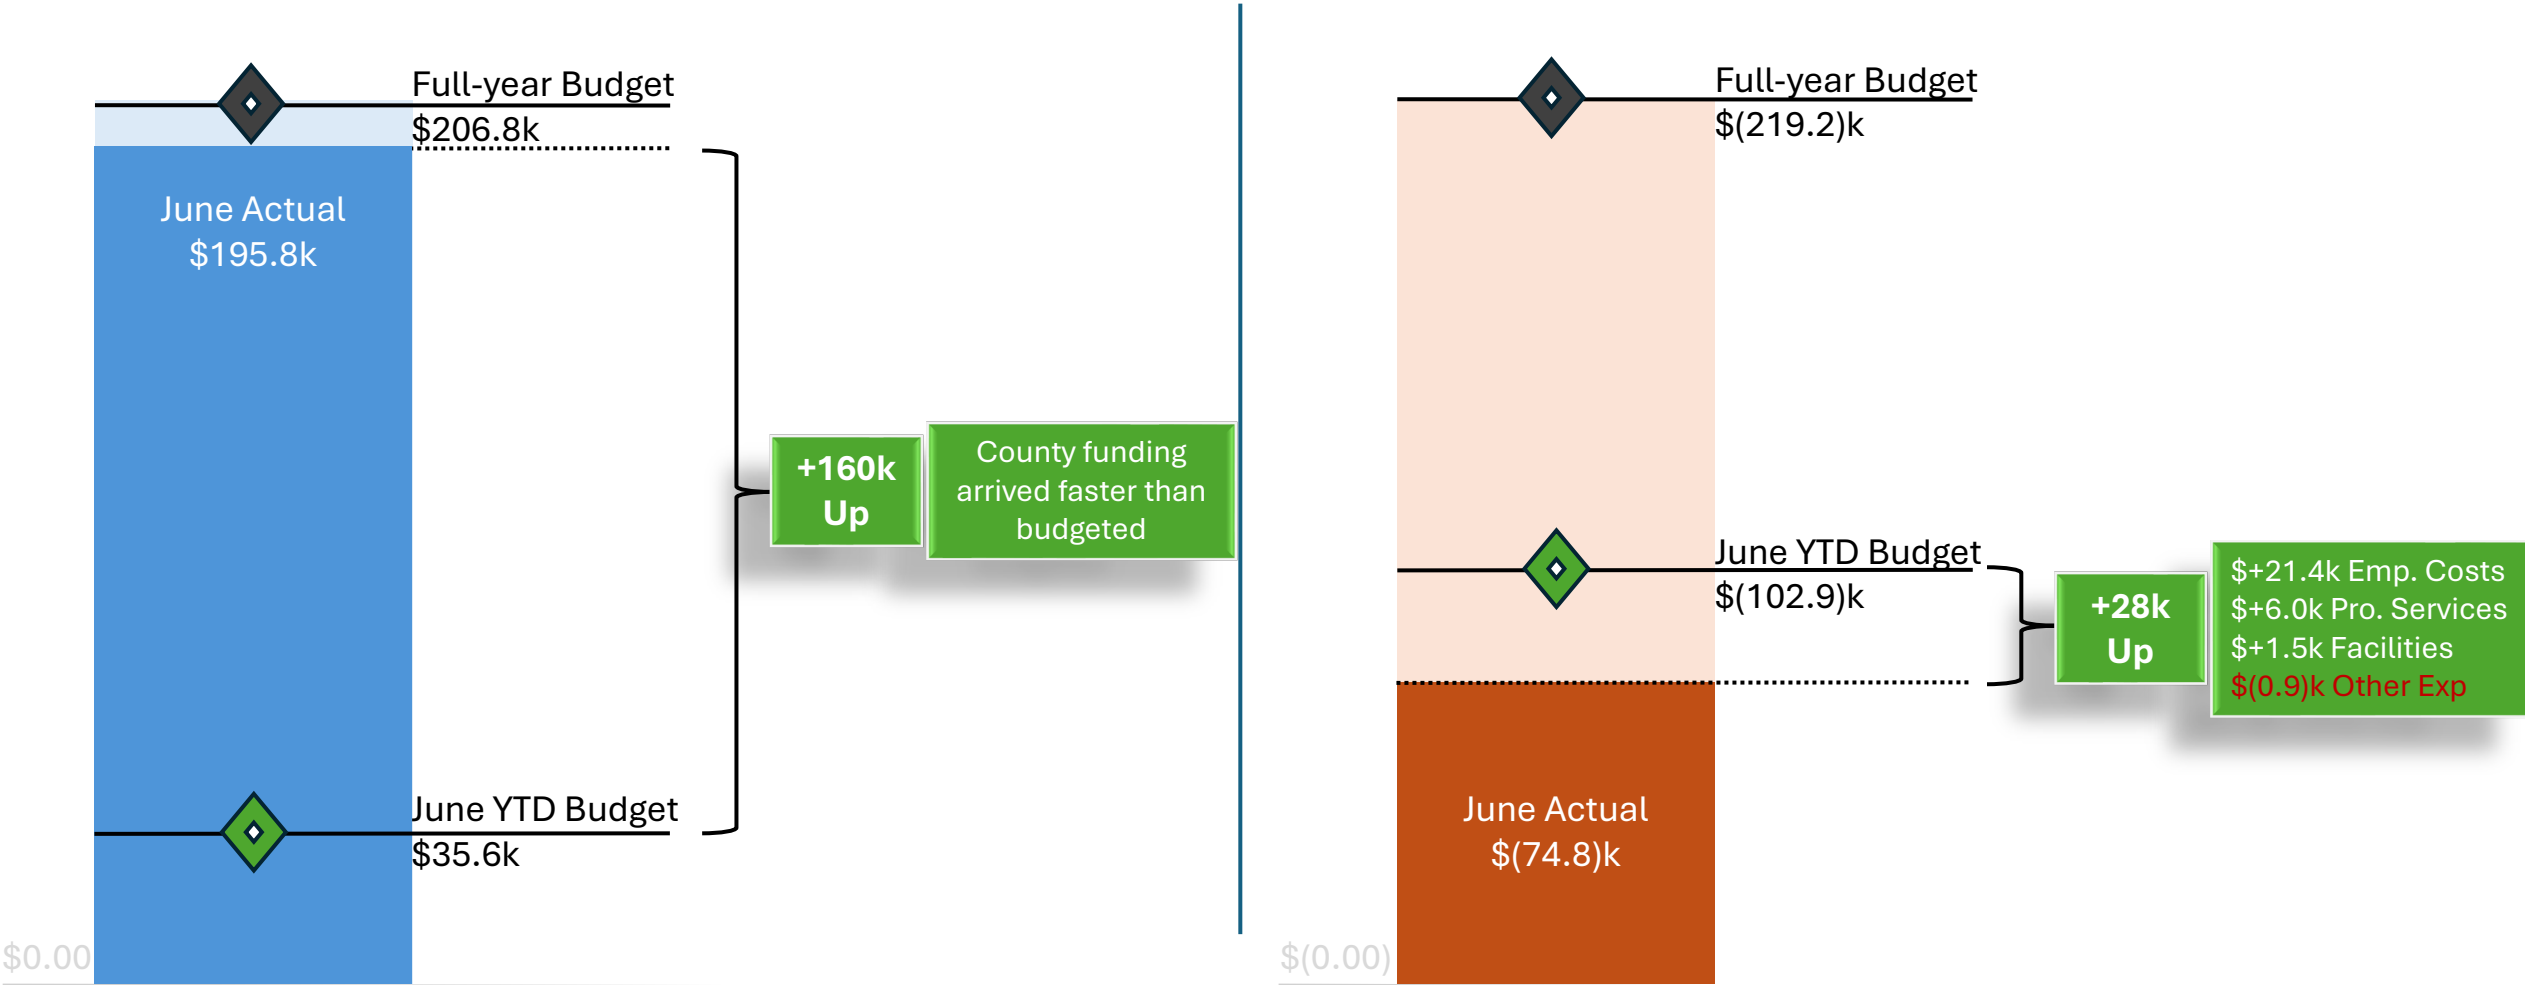 Full-year Budget
$206.8k
June Actual
$195.8k
+160k
Up
County funding
arrived faster than
budgeted
June YTD Budget
$35.6k
$0.00
Full-year Budget
$(219.2)k
June YTD Budget
$(102.9)k
+28k
Up
$+21.4k Emp. Costs
$+6.0k Pro. Services
$+1.5k Facilities
$(0.9)k Other Exp
June Actual
$(74.8)k
$(0.00)